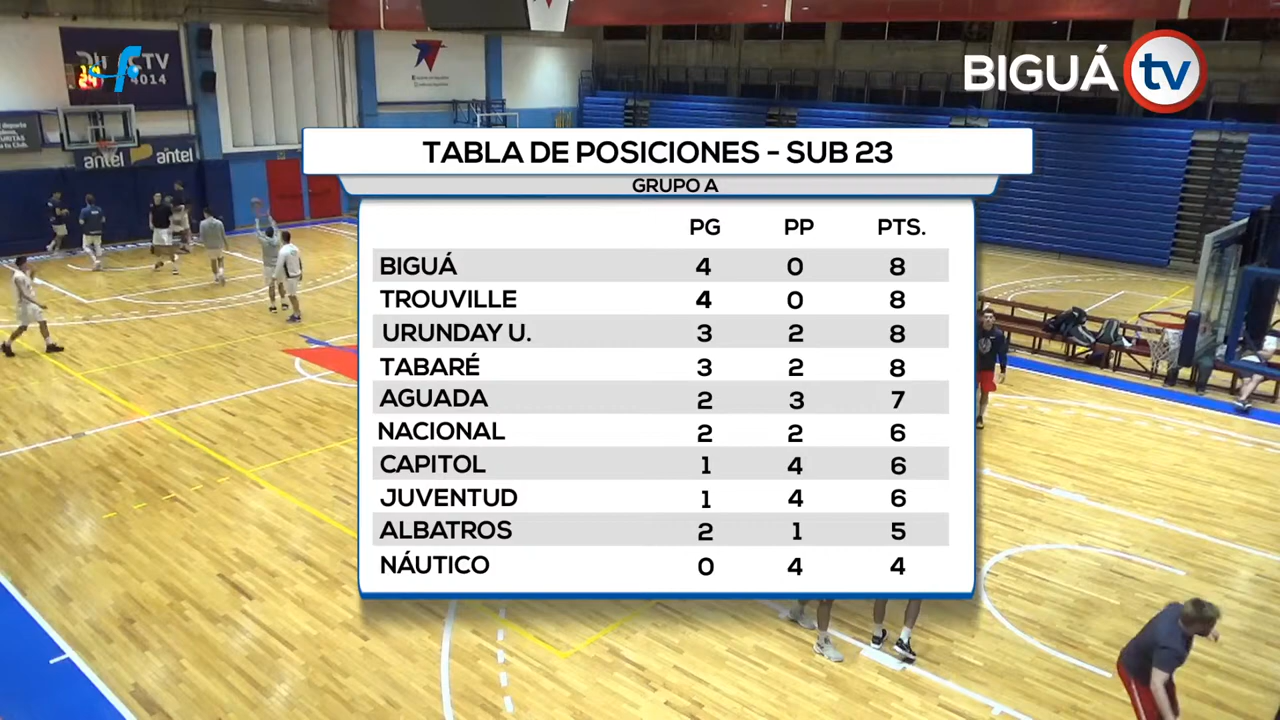 BIGUÁ tv
4014
antel antel
TABLA DE POSICIONES - SUB 23
GRUPO A
PG PP PTS.
BIGUÁ 4 0 8
TROUVILLE 4 0 8
URUNDAY U. 3 2 8
TABARÉ 3 2 8
AGUADA 2 3 7
NACIONAL 2 2 6
CAPITOL 1 4 6
JUVENTUD 1 4 6
ALBATROS 2 1 5
NÁUTICO 0 4 4